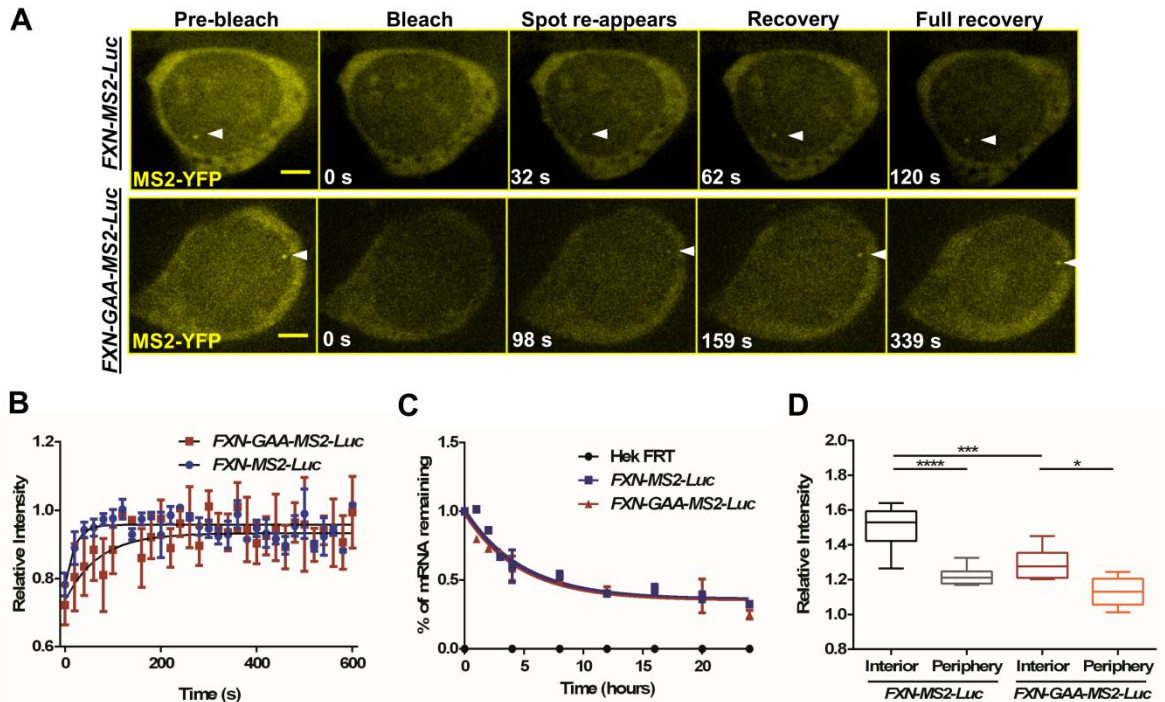 A
Pre-bleach Bleach Spot re-appears Recovery Full recovery
FXN-MS2-Luc
MS2-YFP 0 s 32 s 62 s 120 s
FXN-GAA-MS2-Luc
MS2-YFP 0 s 98 s 159 s 339 s
B
Relative Intensity
1.2
1.0
0.8
0.6
FXN-GAA-MS2-Luc
FXN-MS2-Luc
0 200 400 600
Time (s)
C
% of mRNA remaining
1.5
1.0
0.5
0.0
Hek FRT
FXN-MS2-Luc
FXN-GAA-MS2-Luc
0 5 10 15 20
Time (hours)
D
Relative Intensity
2.0
1.8
1.6
1.4
1.2
1.0
***
****
*
Interior Periphery Interior Periphery
FXN-MS2-Luc FXN-GAA-MS2-Luc